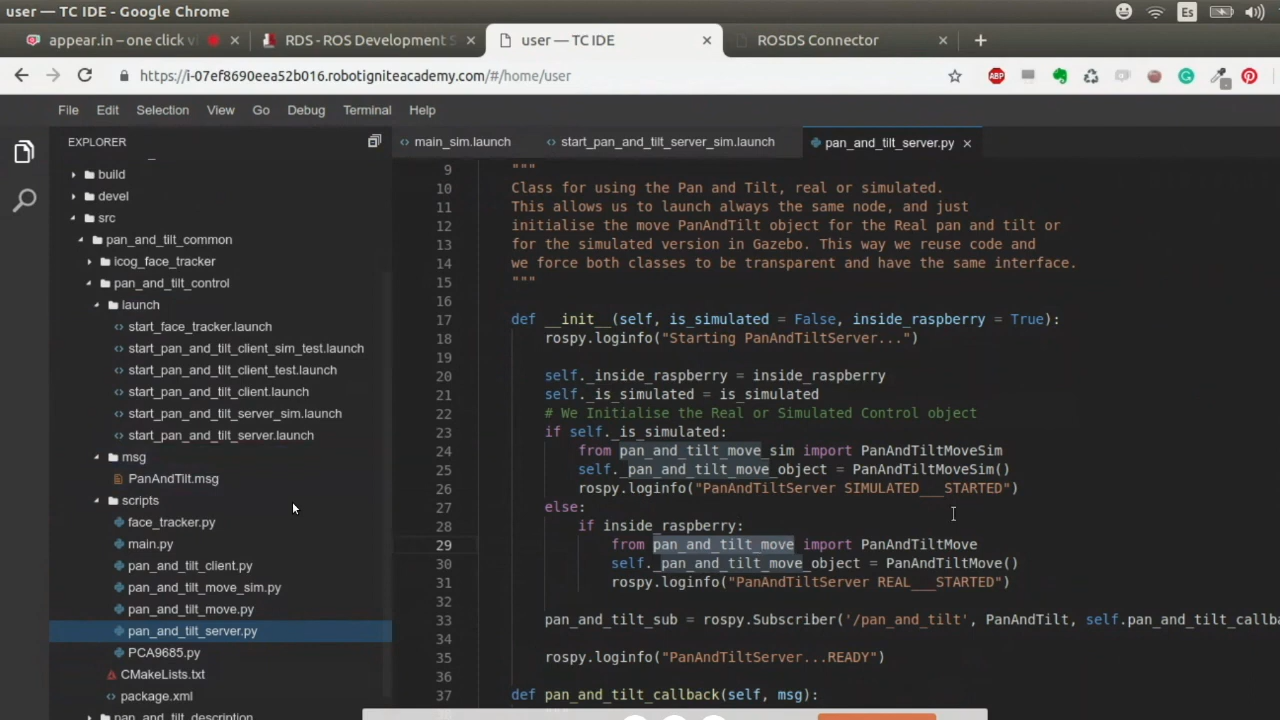 user — TC IDE - Google Chrome
Es
appear.in – one click v
RDS - ROS Development S
user — TC IDE
ROSDS Connector
https://i-07ef8690eea52b016.robotigniteacademy.com/#/home/user
ABP
File Edit Selection View Go Debug Terminal Help
EXPLORER
main_sim.launch
start_pan_and_tilt_server_sim.launch
pan_and_tilt_server.py
build
devel
src
pan_and_tilt_common
icog_face_tracker
pan_and_tilt_control
launch
start_face_tracker.launch
start_pan_and_tilt_client_sim_test.launch
start_pan_and_tilt_client_test.launch
start_pan_and_tilt_client.launch
start_pan_and_tilt_server_sim.launch
start_pan_and_tilt_server.launch
msg
PanAndTilt.msg
scripts
face_tracker.py
main.py
pan_and_tilt_client.py
pan_and_tilt_move_sim.py
pan_and_tilt_move.py
pan_and_tilt_server.py
PCA9685.py
CMakeLists.txt
package.xml
pan_and_tilt_description
9 """
10 Class for using the Pan and Tilt, real or simulated.
11 This allows us to launch always the same node, and just
12 initialise the move PanAndTilt object for the Real pan and tilt or
13 for the simulated version in Gazebo. This way we reuse code and
14 we force both classes to be transparent and have the same interface.
15 """
16
17 def __init__(self, is_simulated = False, inside_raspberry = True):
18 rospy.loginfo("Starting PanAndTiltServer...")
19
20 self._inside_raspberry = inside_raspberry
21 self._is_simulated = is_simulated
22 # We Initialise the Real or Simulated Control object
23 if self._is_simulated:
24 from pan_and_tilt_move_sim import PanAndTiltMoveSim
25 self._pan_and_tilt_move_object = PanAndTiltMoveSim()
26 rospy.loginfo("PanAndTiltServer SIMULATED___STARTED")
27 else:
28 if inside_raspberry:
29 from pan_and_tilt_move import PanAndTiltMove
30 self._pan_and_tilt_move_object = PanAndTiltMove()
31 rospy.loginfo("PanAndTiltServer REAL___STARTED")
32
33 pan_and_tilt_sub = rospy.Subscriber('/pan_and_tilt', PanAndTilt, self.pan_and_tilt_callba
34
35 rospy.loginfo("PanAndTiltServer...READY")
36
37 def pan_and_tilt_callback(self, msg):